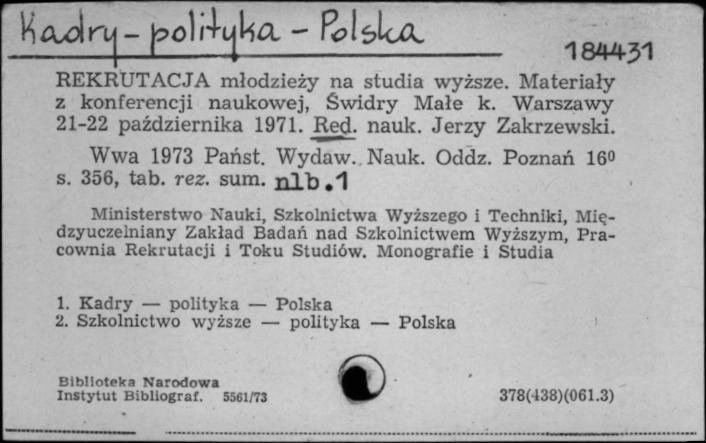 Kadry - polityka - Polska
184431
REKRUTACJA młodzieży na studia wyższe. Materiały
z konferencji naukowej, Świdry Małe k. Warszawy
21-22 października 1971. Red. nauk. Jerzy Zakrzewski.
Wwa 1973 Państ. Wydaw. Nauk. Oddz. Poznań 16⁰
s. 356, tab. rez. sum. nlb.1
Ministerstwo Nauki, Szkolnictwa Wyższego i Techniki, Mię-
dzyuczelniany Zakład Badań nad Szkolnictwem Wyższym, Pra-
cownia Rekrutacji i Toku Studiów. Monografie i Studia
1. Kadry — polityka — Polska
2. Szkolnictwo wyższe — polityka — Polska
Biblioteka Narodowa
Instytut Bibliograf. 5561/73
378(438)(061.3)